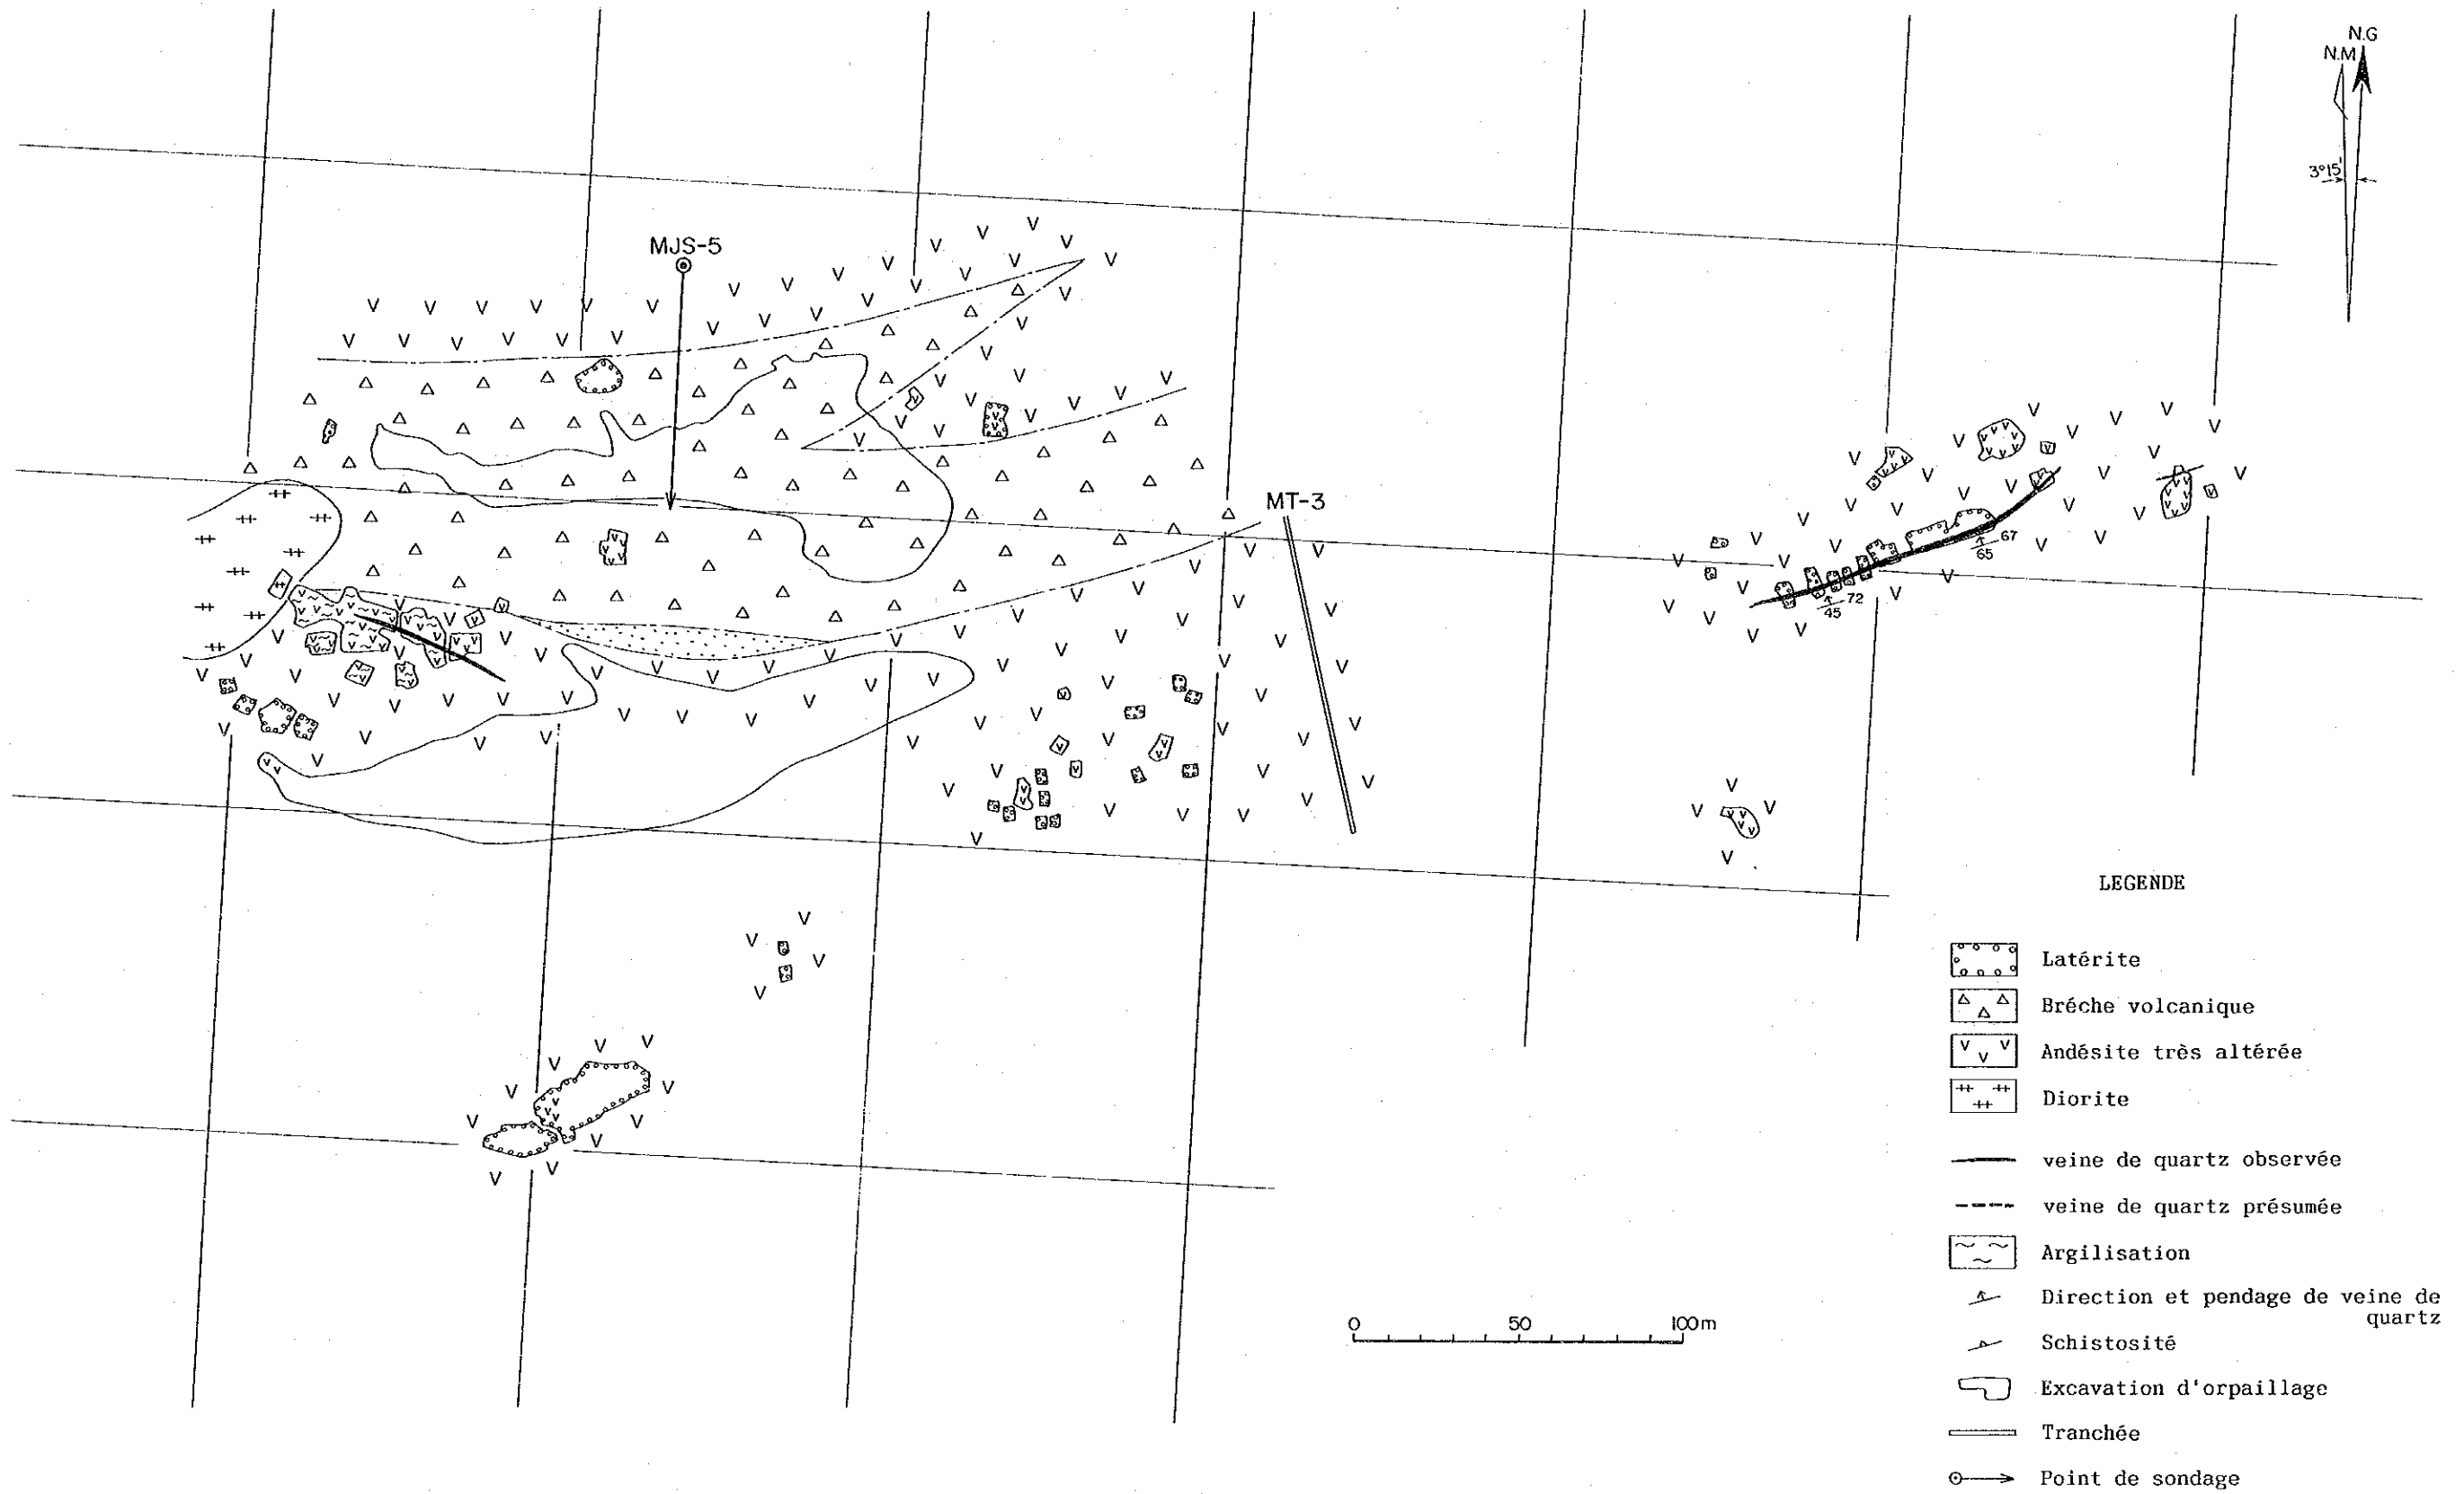 N.G
N.M
3°15'
MJS-5
MT-3
67
65
72
45
LEGENDE
Latérite
Bréche volcanique
Andésite très altérée
Diorite
veine de quartz observée
veine de quartz présumée
Argilisation
Direction et pendage de veine de
quartz
Schistosité
Excavation d'orpaillage
Tranchée
Point de sondage
0 50 100m